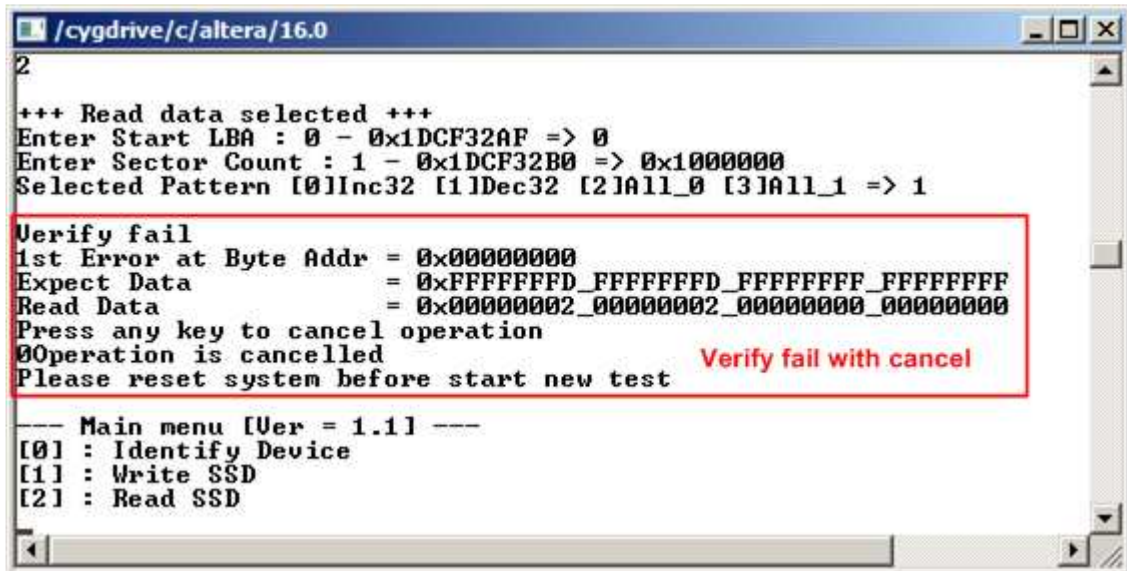 /cygdrive/c/altera/16.0
2
+++ Read data selected +++
Enter Start LBA : 0 - 0x1DCF32AF => 0
Enter Sector Count : 1 - 0x1DCF32B0 => 0x1000000
Selected Pattern [0]Inc32 [1]Dec32 [2]All_0 [3]All_1 => 1
Verify fail
1st Error at Byte Addr = 0x00000000
Expect Data = 0xFFFFFFFD_FFFFFFFD_FFFFFFFF_FFFFFFFF
Read Data = 0x00000002_00000002_00000000_00000000
Press any key to cancel operation
0Operation is cancelled
Verify fail with cancel
Please reset system before start new test
--- Main menu [Ver = 1.1] ---
[0] : Identify Device
[1] : Write SSD
[2] : Read SSD